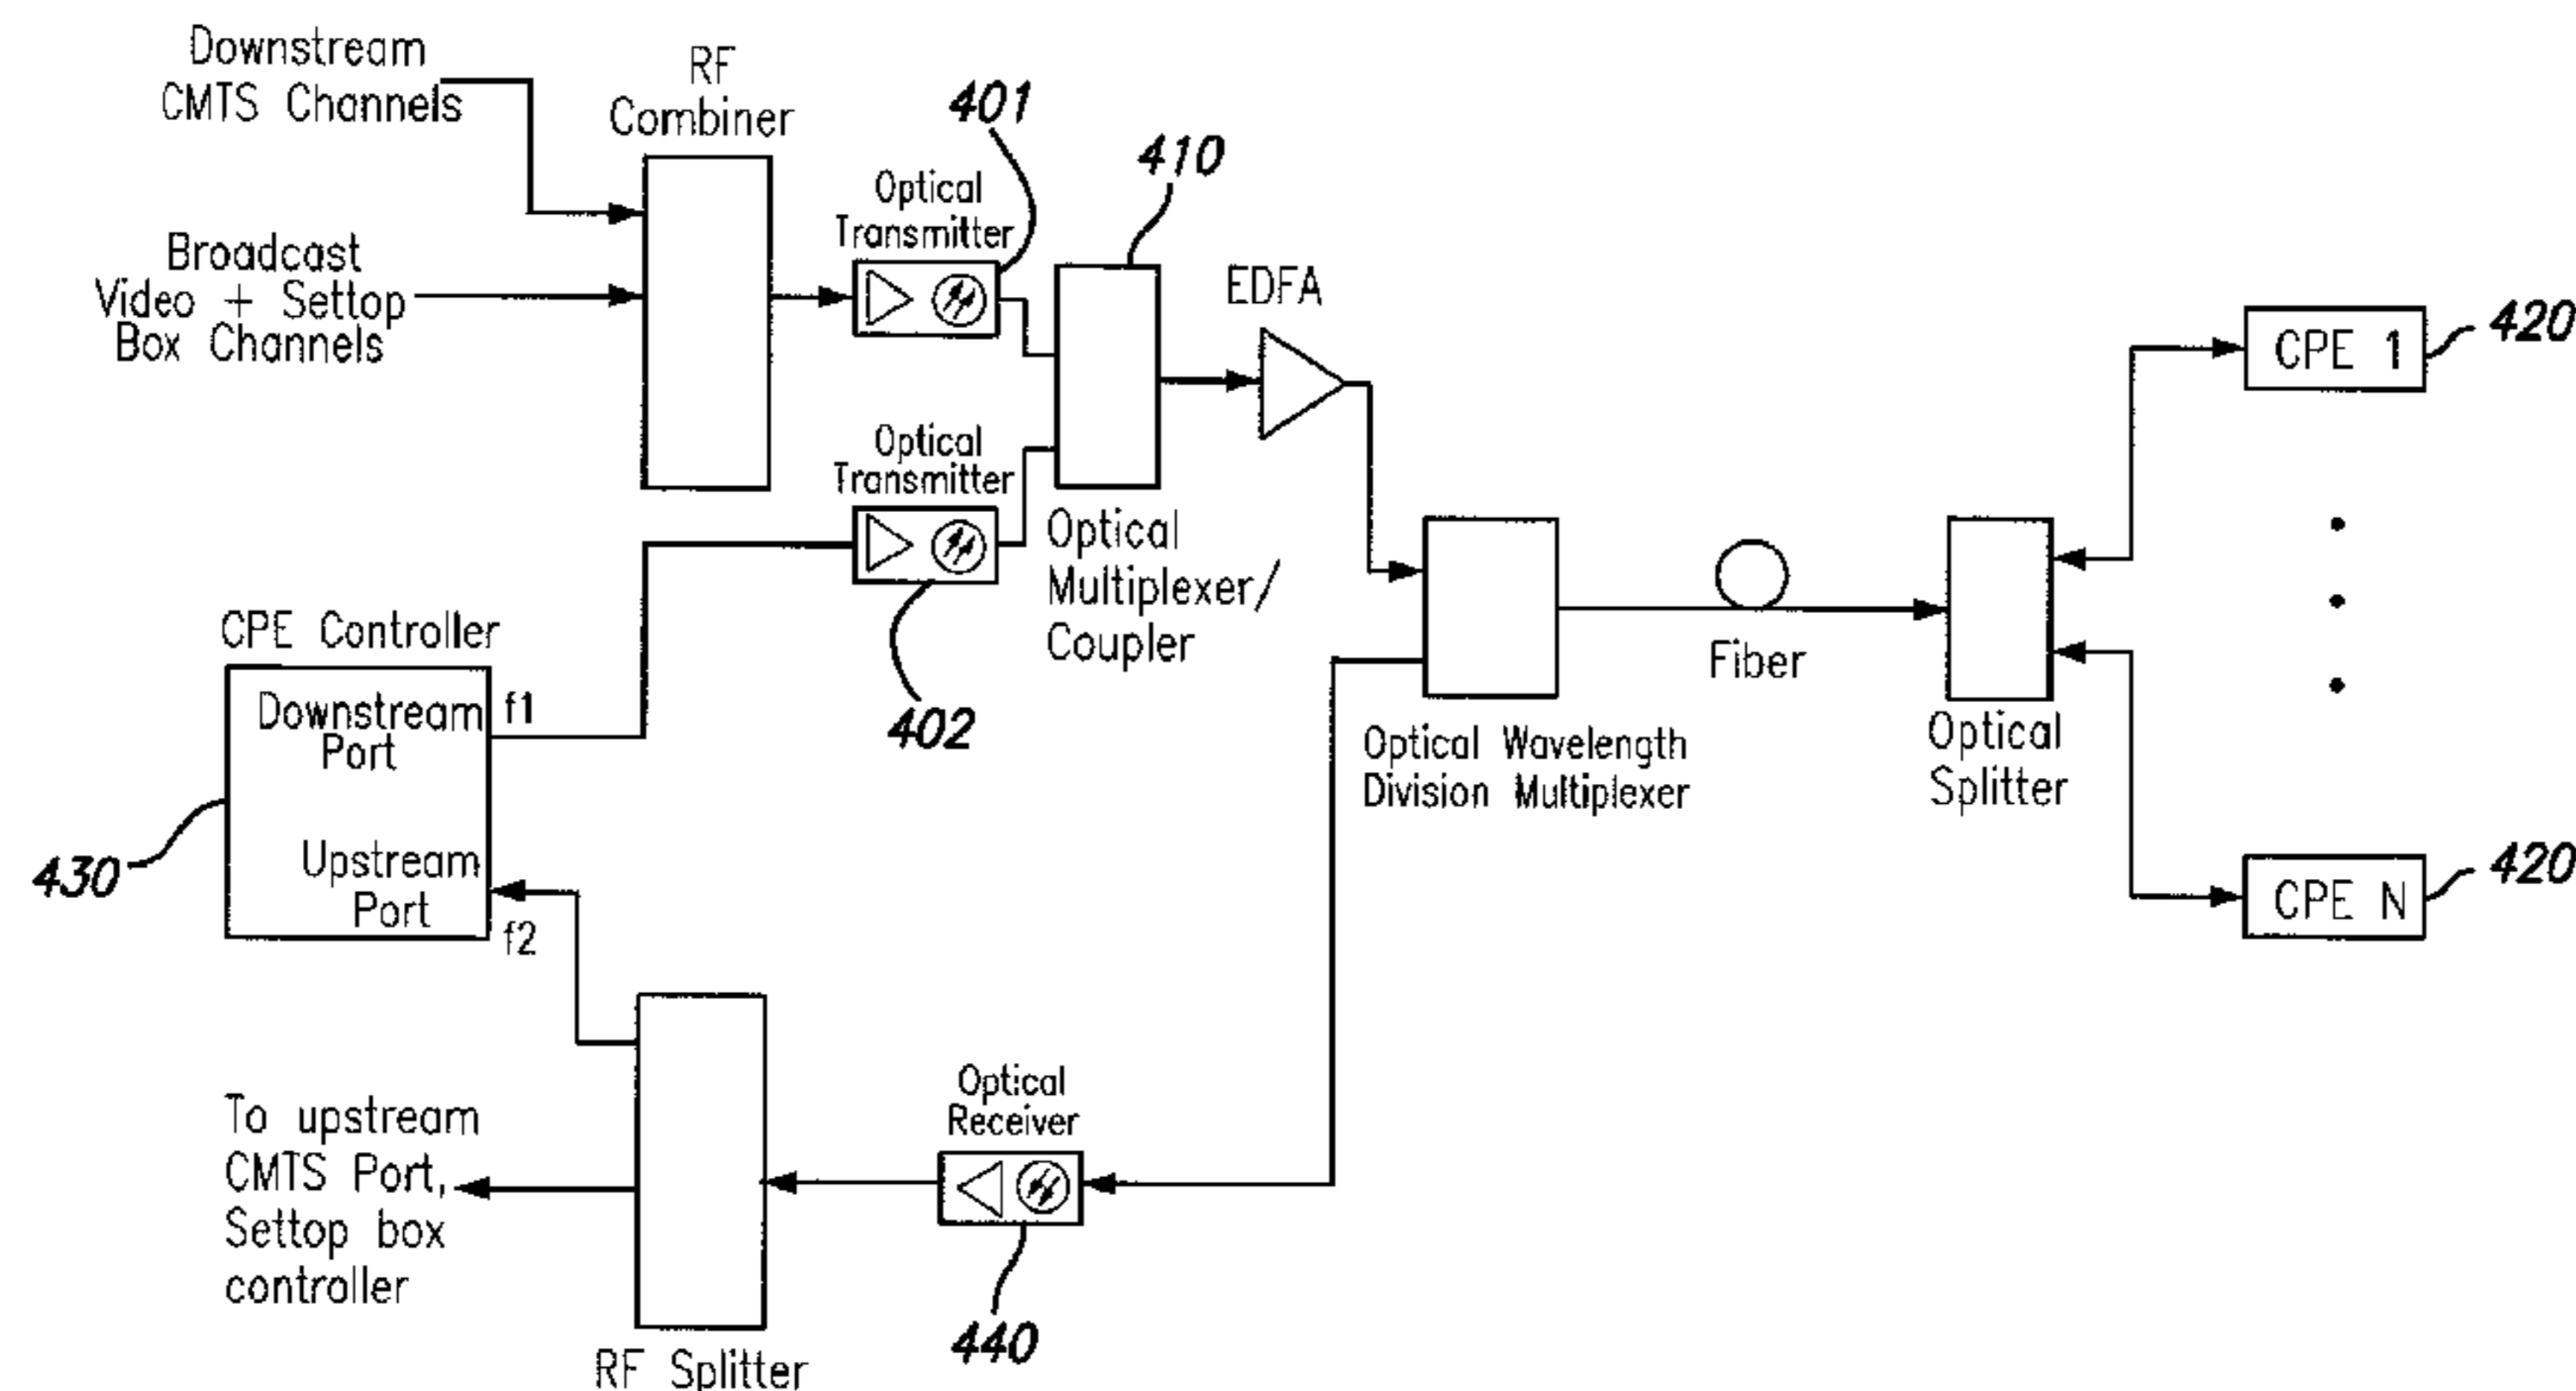 Downstream
CMTS Channels
RF
Combiner
401
410
Optical
Transmitter
Broadcast
Video + Settop
Box Channels
EDFA
CPE 1
420
Optical
Transmitter
Optical
Multiplexer/
Coupler
402
CPE Controller
Downstream
Port
f1
Upstream
Port
f2
430
Fiber
Optical Wavelength
Division Multiplexer
Optical
Splitter
CPE N
420
Optical
Receiver
440
To upstream
CMTS Port,
Settop box
controller
RF Splitter